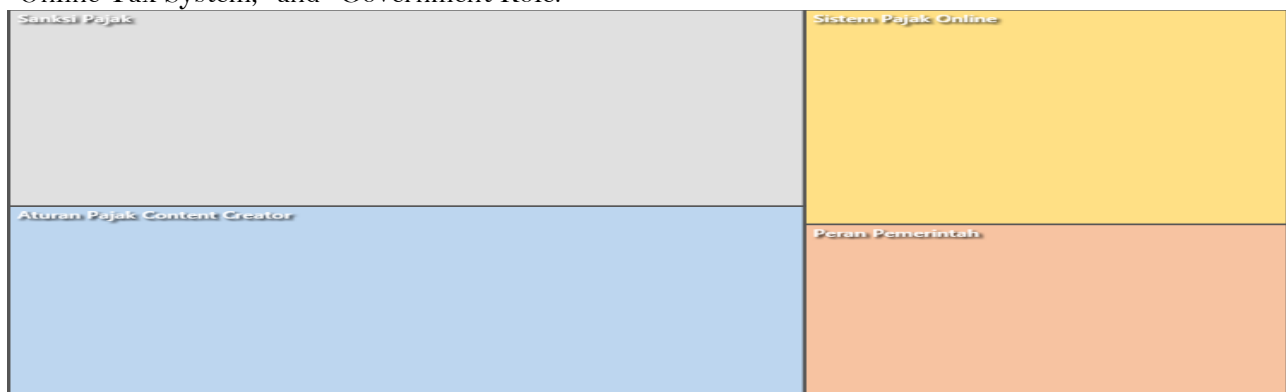 "Online Tax System," and "Government Role."
Sanksi Pajak
Sistem Pajak Online
Aturan Pajak Content Creator
Peran Pemerintah